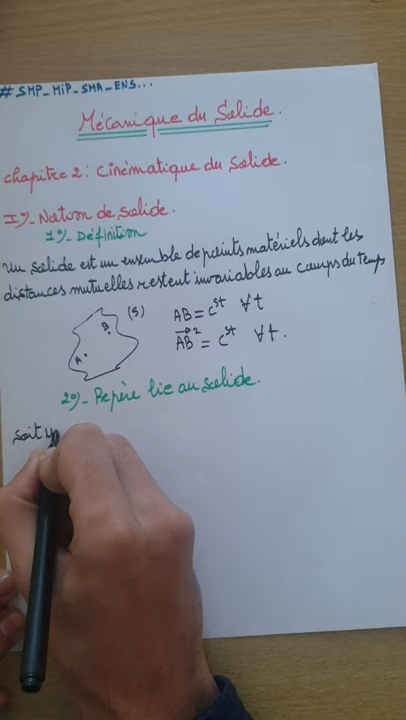 #SMP_MiP_SMA_ENS...
Mécanique du Solide.
chapitre 2: Cinématique du Solide.
I°)- Notion de solide.
1°)- Définition
Un solide est un ensemble de points matériels dont les
distances mutuelles restent invariables au cours du temps
(S)
B
A
AB = Cst ∀t
AB² = Cst ∀t.
2°)- Repère lié au solide.
soit